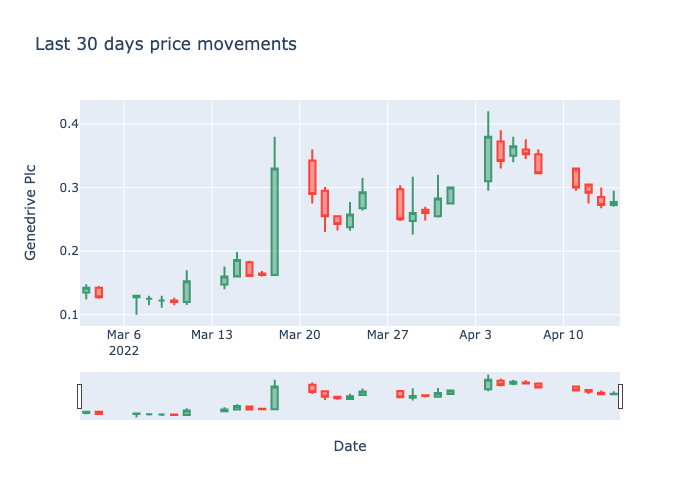 Last 30 days price movements
Genedrive Plc
0.4
0.3
0.2
0.1
Mar 6
2022
Mar 13
Mar 20
Mar 27
Apr 3
Apr 10
Date